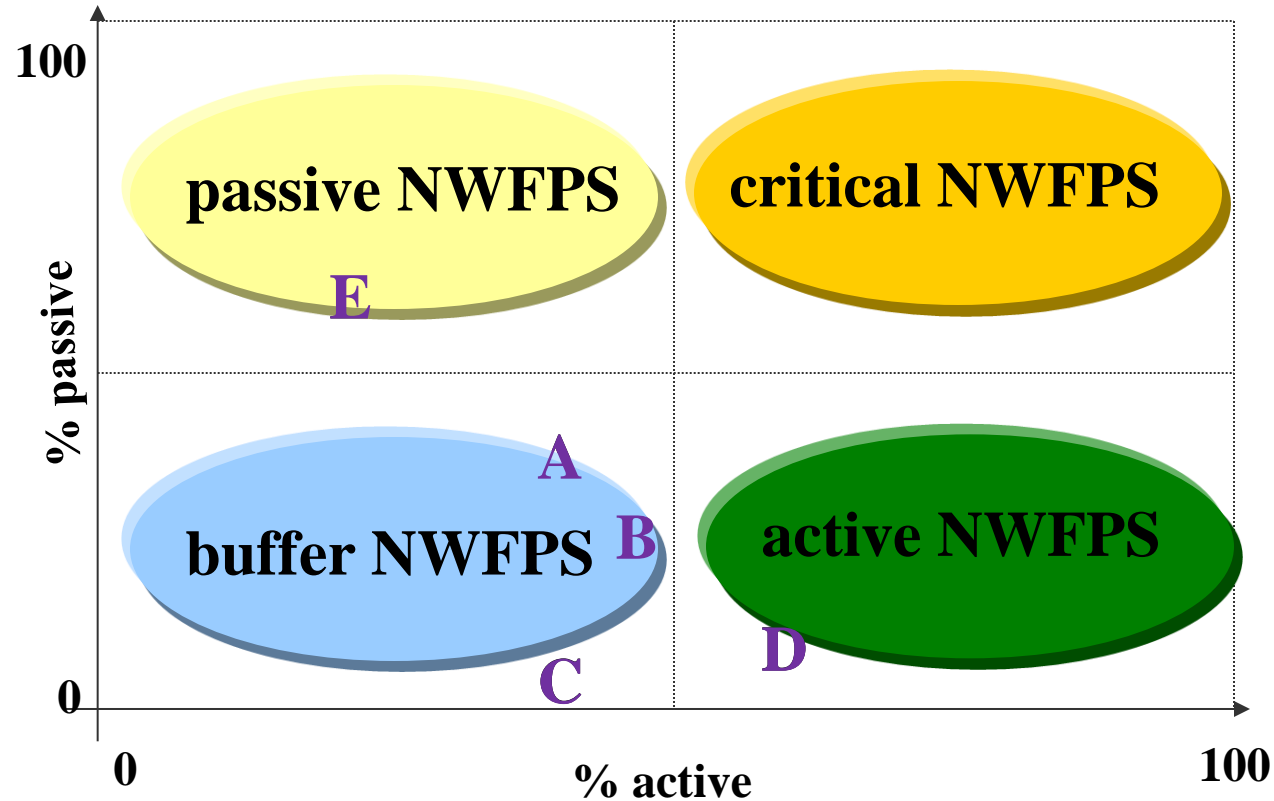 100
passive NWFPS
critical NWFPS
E
% passive
A
B
buffer NWFPS
active NWFPS
D
C
0
0
% active
100